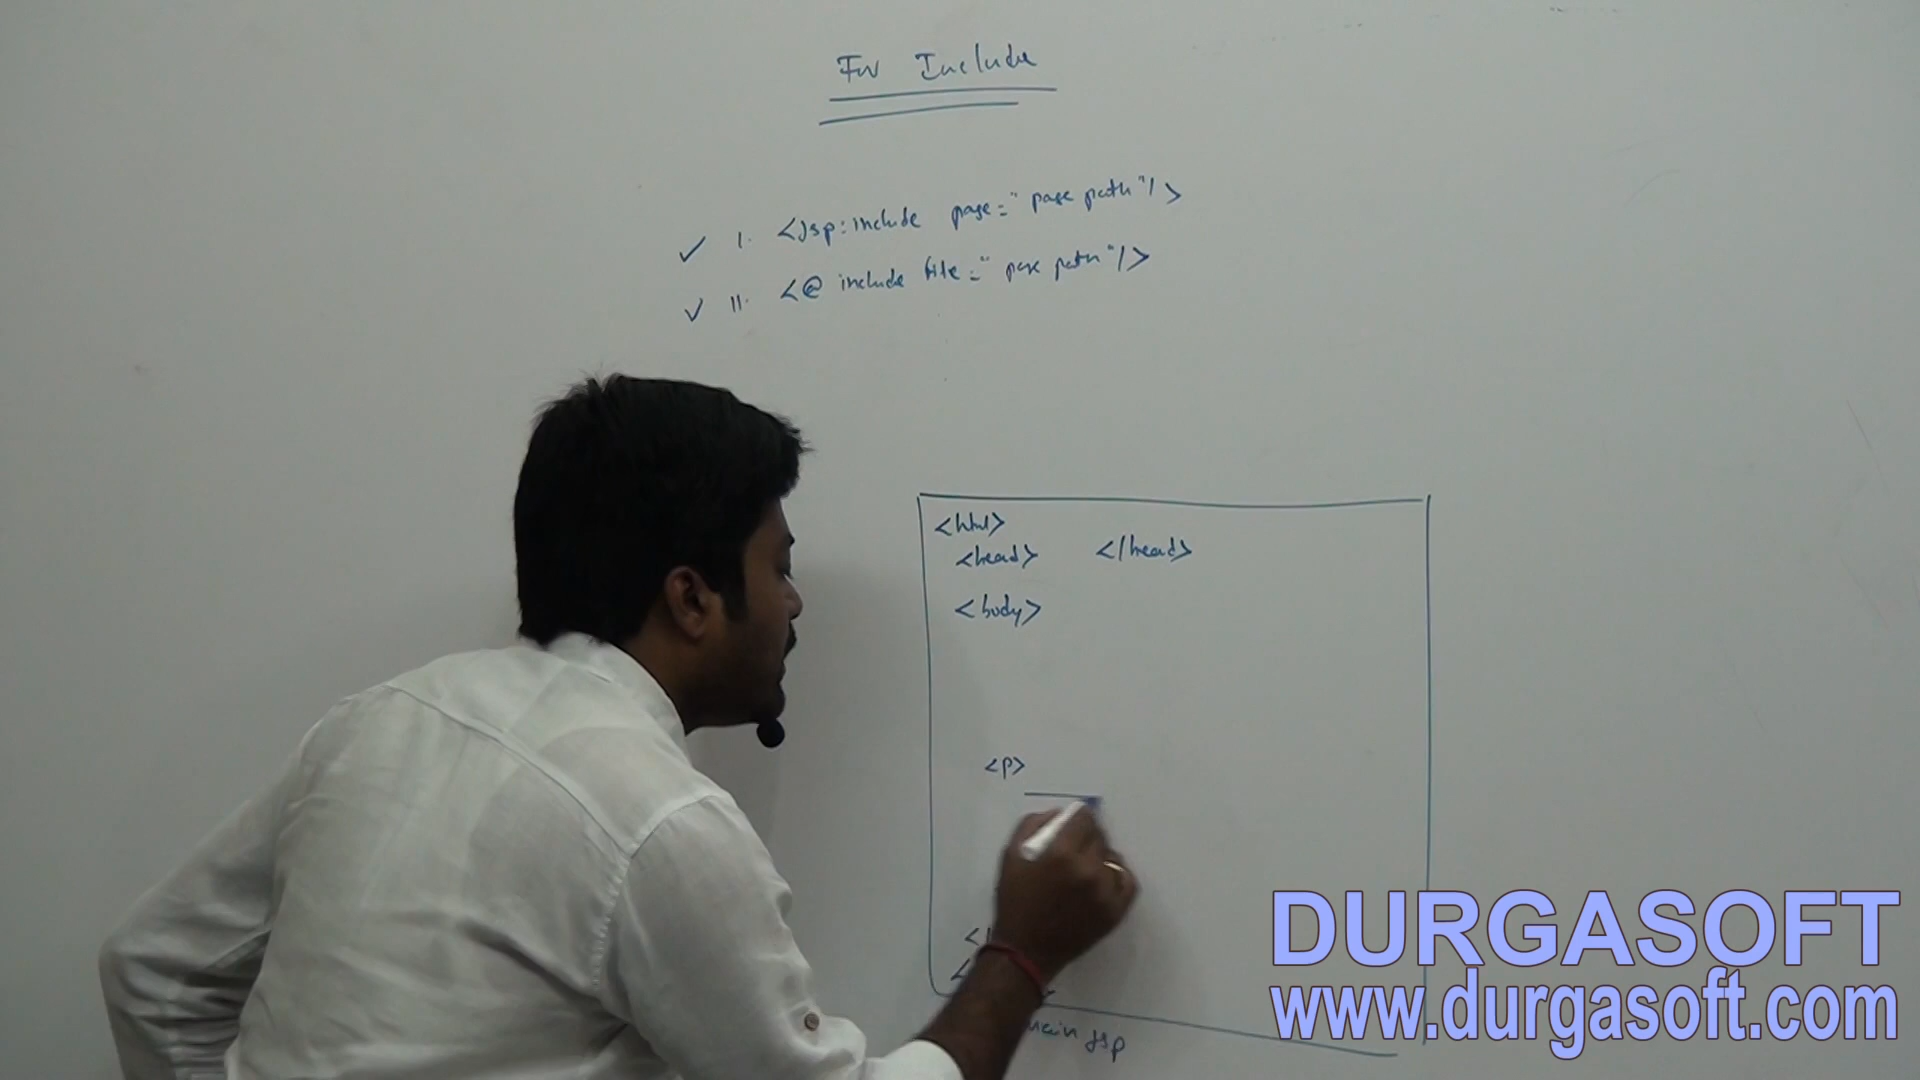 For Include
✓ I. <jsp:include page="page path"/>
✓ II. <@ include file="page path"/>
<html>
<head> </head>
<body>
<p>
main jsp
DURGASOFT
www.durgasoft.com